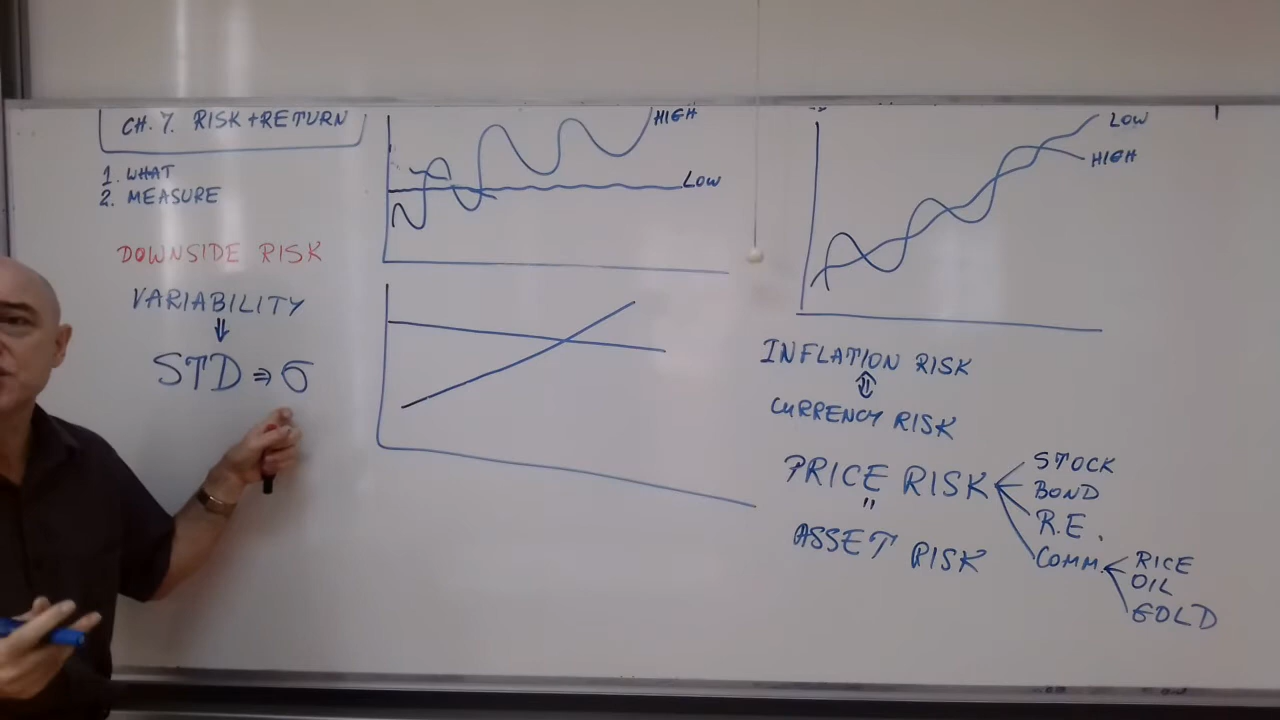 CH. 7. RISK + RETURN
1. WHAT
2. MEASURE
DOWNSIDE RISK
VARIABILITY
⇓
STD ⇒ σ
HIGH
LOW
LOW
HIGH
INFLATION RISK
⇕
CURRENCY RISK
PRICE RISK
"
ASSET RISK
STOCK
BOND
R.E.
COMM.
RICE
OIL
GOLD